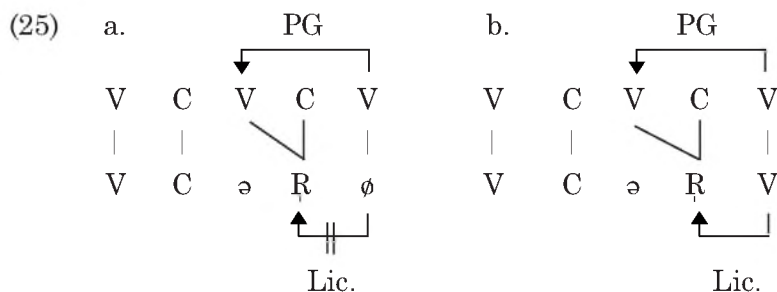 (25) a. PG b. PG
V C V C V V C V C V
V C ə R ø V C ə R V
Lic. Lic.